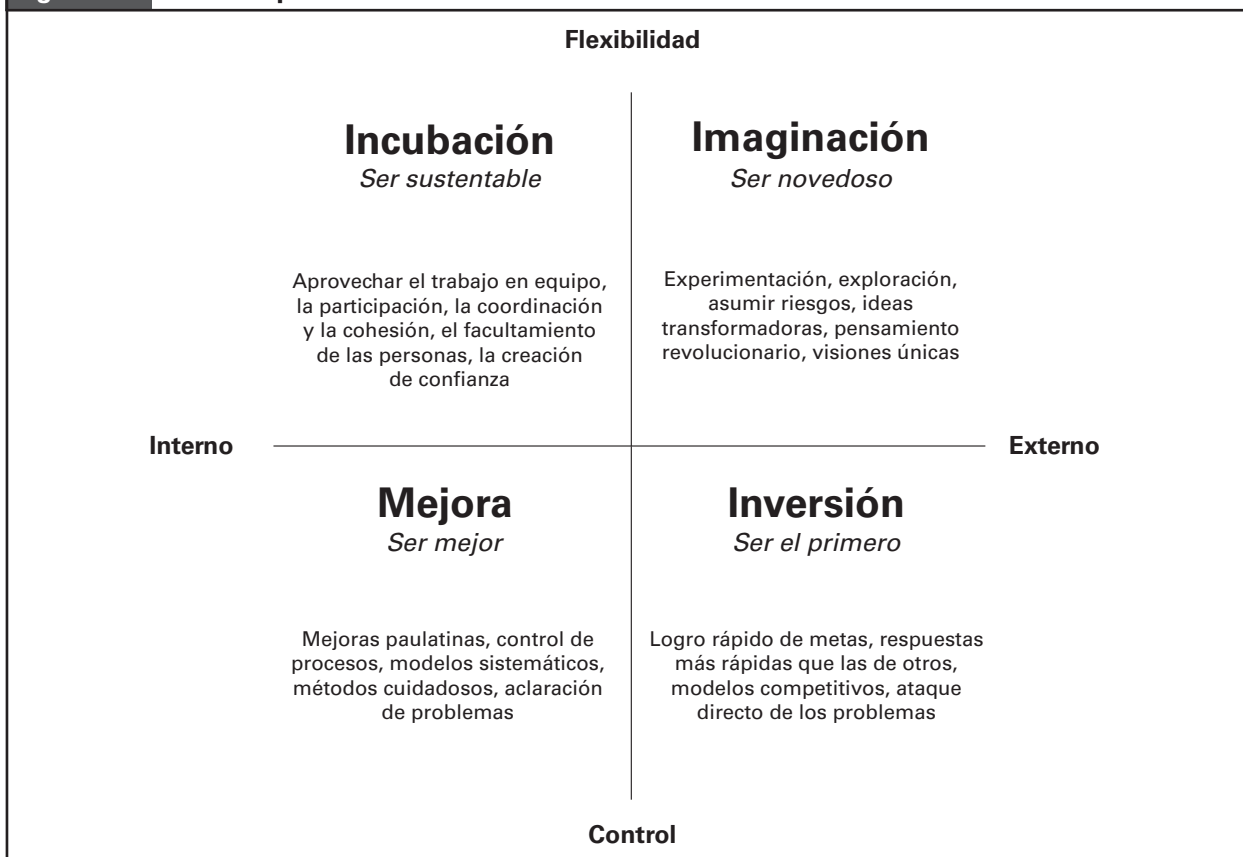 Flexibilidad
Incubación
Ser sustentable
Aprovechar el trabajo en equipo,
la participación, la coordinación
y la cohesión, el facultamiento
de las personas, la creación
de confianza
Imaginación
Ser novedoso
Experimentación, exploración,
asumir riesgos, ideas
transformadoras, pensamiento
revolucionario, visiones únicas
Interno
Externo
Mejora
Ser mejor
Mejoras paulatinas, control de
procesos, modelos sistemáticos,
métodos cuidadosos, aclaración
de problemas
Inversión
Ser el primero
Logro rápido de metas, respuestas
más rápidas que las de otros,
modelos competitivos, ataque
directo de los problemas
Control